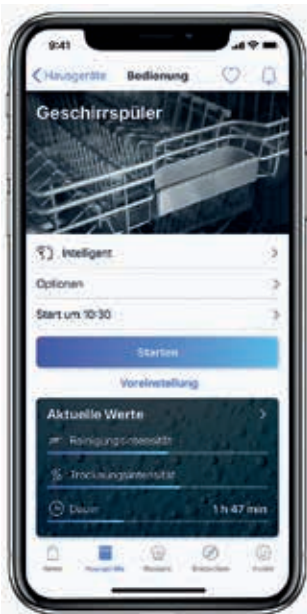 9:41
Hausgeräte Bedienung
Geschirrspüler
Intelligent
Optionen
Start um 10:30
Starten
Voreinstellung
Aktuelle Werte
Reinigungsintensität
Trocknungsintensität
Dauer 1 h 47 min
Hausgeräte